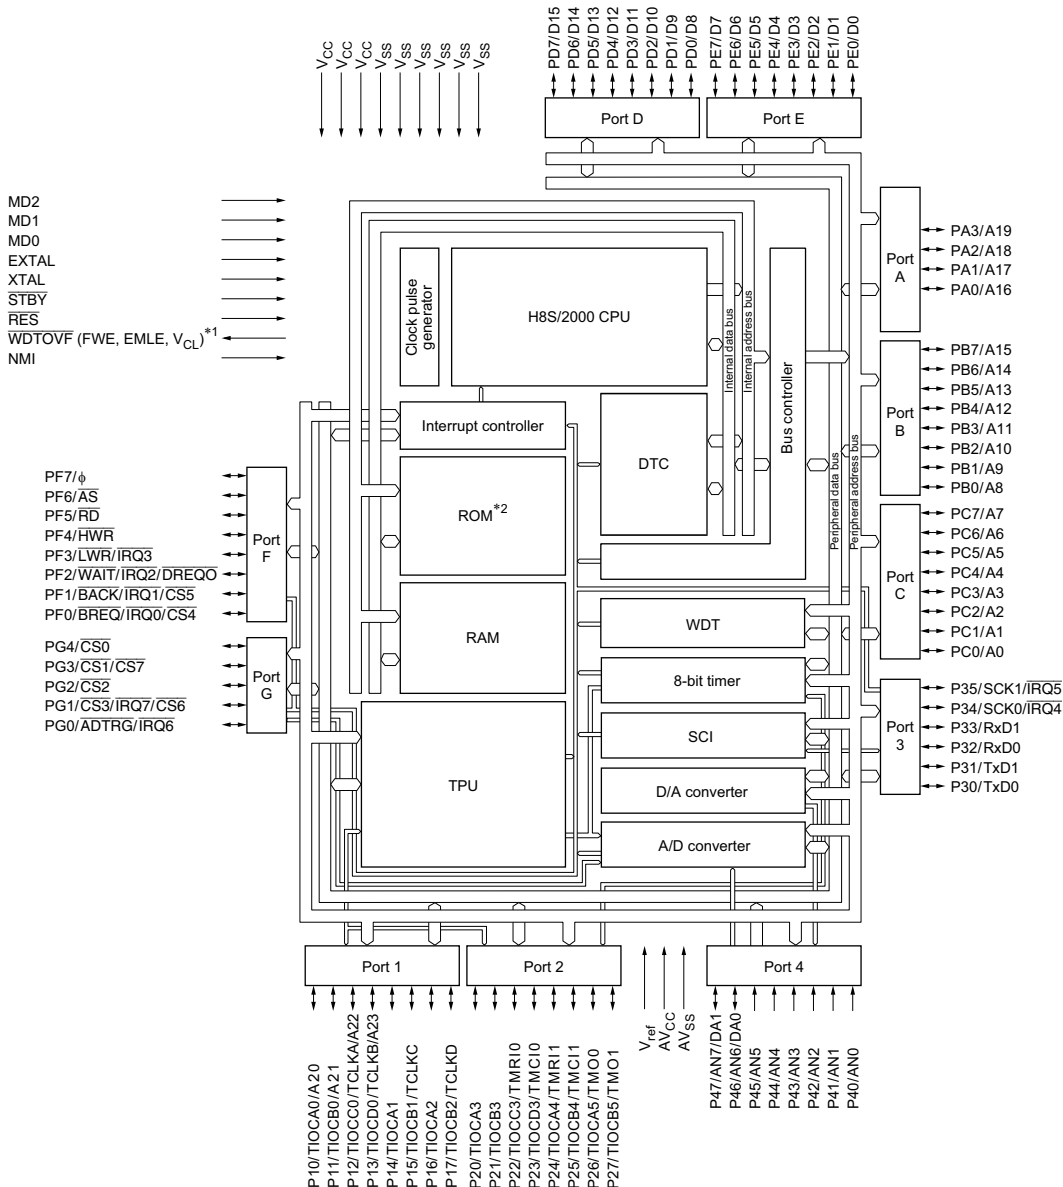 VCC
VCC
VCC
VSS
VSS
VSS
VSS
VSS
VSS
PD7/D15
PD6/D14
PD5/D13
PD4/D12
PD3/D11
PD2/D10
PD1/D9
PD0/D8
PE7/D7
PE6/D6
PE5/D5
PE4/D4
PE3/D3
PE2/D2
PE1/D1
PE0/D0
Port D
Port E
MD2
MD1
MD0
EXTAL
XTAL
STBY
RES
WDTOVF (FWE, EMLE, VCL)*1
NMI
Clock pulse
generator
H8S/2000 CPU
Internal data bus
Internal address bus
Bus controller
Interrupt controller
DTC
ROM*2
RAM
TPU
WDT
8-bit timer
SCI
D/A converter
A/D converter
Peripheral data bus
Peripheral address bus
Port
A
PA3/A19
PA2/A18
PA1/A17
PA0/A16
Port
B
PB7/A15
PB6/A14
PB5/A13
PB4/A12
PB3/A11
PB2/A10
PB1/A9
PB0/A8
Port
C
PC7/A7
PC6/A6
PC5/A5
PC4/A4
PC3/A3
PC2/A2
PC1/A1
PC0/A0
Port
3
P35/SCK1/IRQ5
P34/SCK0/IRQ4
P33/RxD1
P32/RxD0
P31/TxD1
P30/TxD0
PF7/ϕ
PF6/AS
PF5/RD
PF4/HWR
PF3/LWR/IRQ3
PF2/WAIT/IRQ2/DREQO
PF1/BACK/IRQ1/CS5
PF0/BREQ/IRQ0/CS4
Port
F
PG4/CS0
PG3/CS1/CS7
PG2/CS2
PG1/CS3/IRQ7/CS6
PG0/ADTRG/IRQ6
Port
G
Port 1
Port 2
Port 4
P10/TIOCA0/A20
P11/TIOCB0/A21
P12/TIOCC0/TCLKA/A22
P13/TIOCD0/TCLKB/A23
P14/TIOCA1
P15/TIOCB1/TCLKC
P16/TIOCA2
P17/TIOCB2/TCLKD
P20/TIOCA3
P21/TIOCB3
P22/TIOCC3/TMRI0
P23/TIOCD3/TMCI0
P24/TIOCA4/TMRI1
P25/TIOCB4/TMCI1
P26/TIOCA5/TMO0
P27/TIOCB5/TMO1
Vref
AVCC
AVSS
P47/AN7/DA1
P46/AN6/DA0
P45/AN5
P44/AN4
P43/AN3
P42/AN2
P41/AN1
P40/AN0